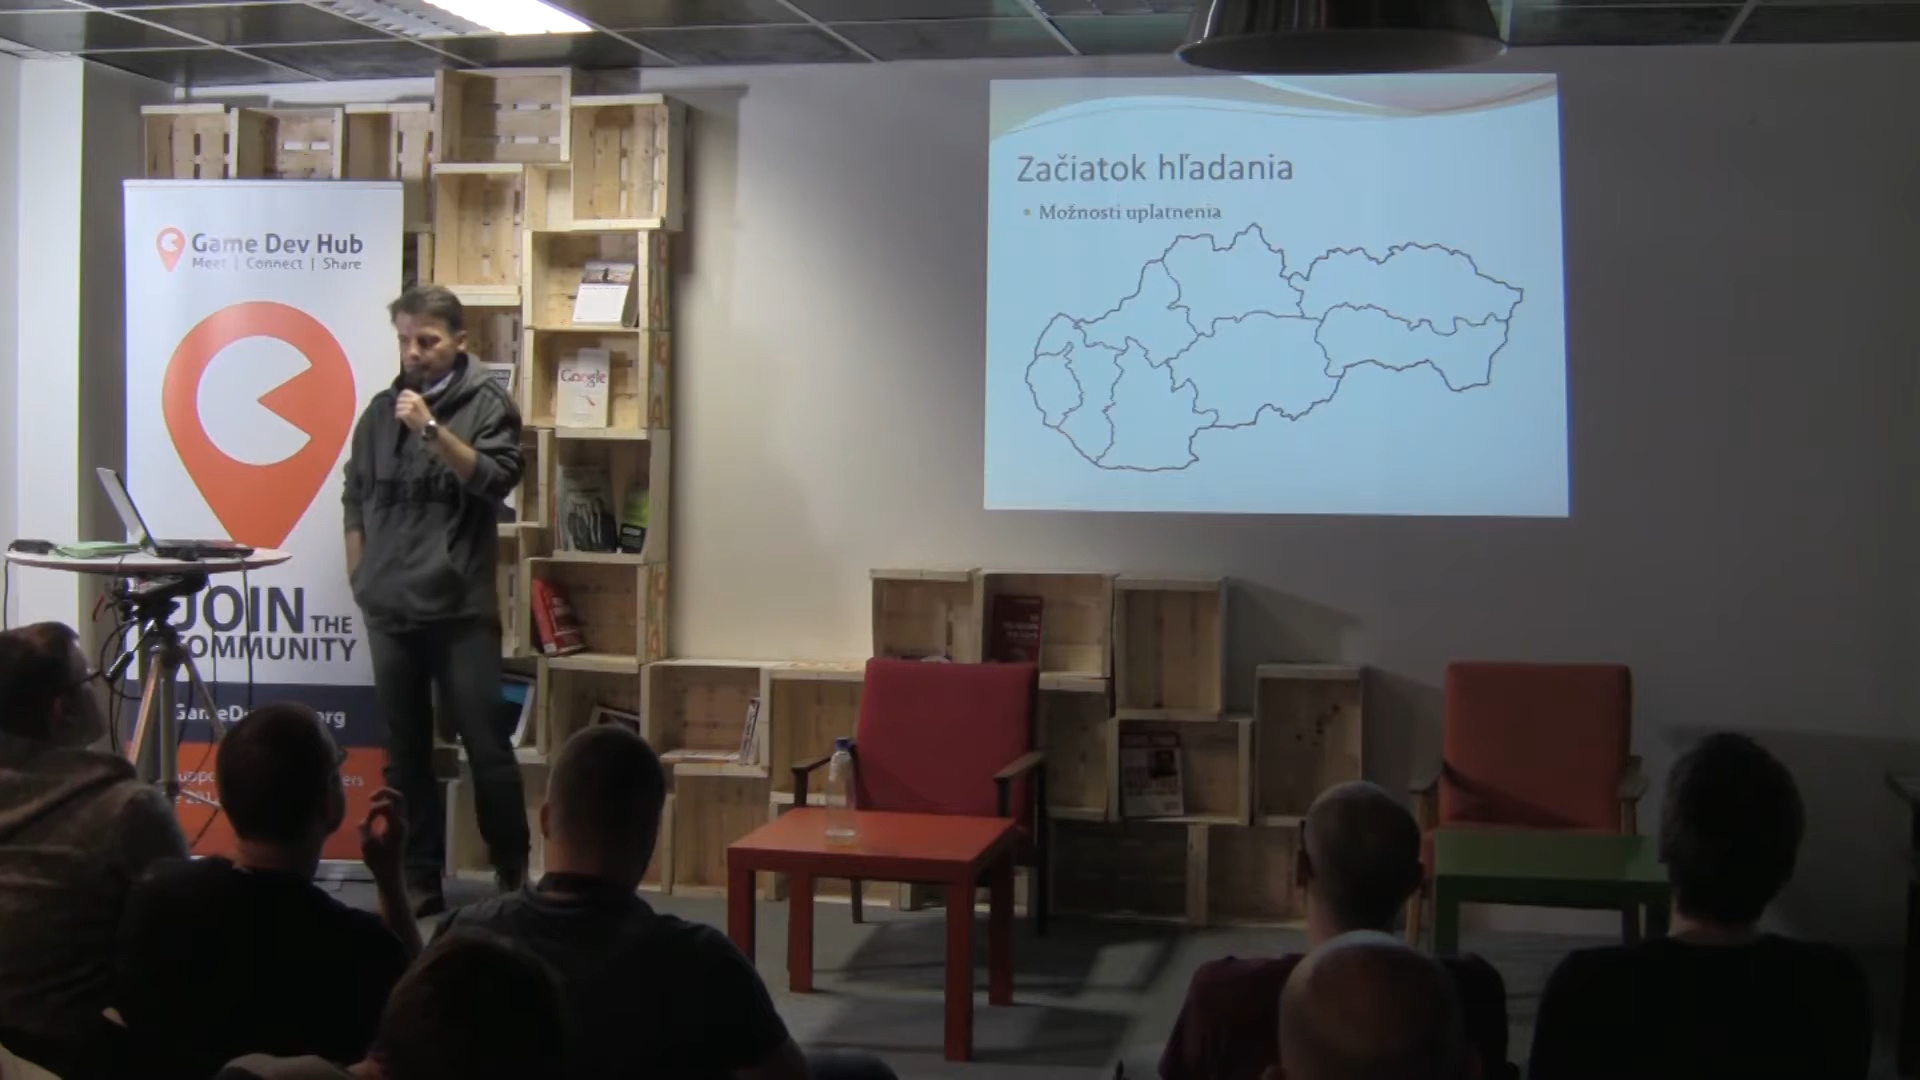 Game Dev Hub
Meet | Connect | Share
JOIN THE
COMMUNITY
Google
Začiatok hľadania
Možnosti uplatnenia